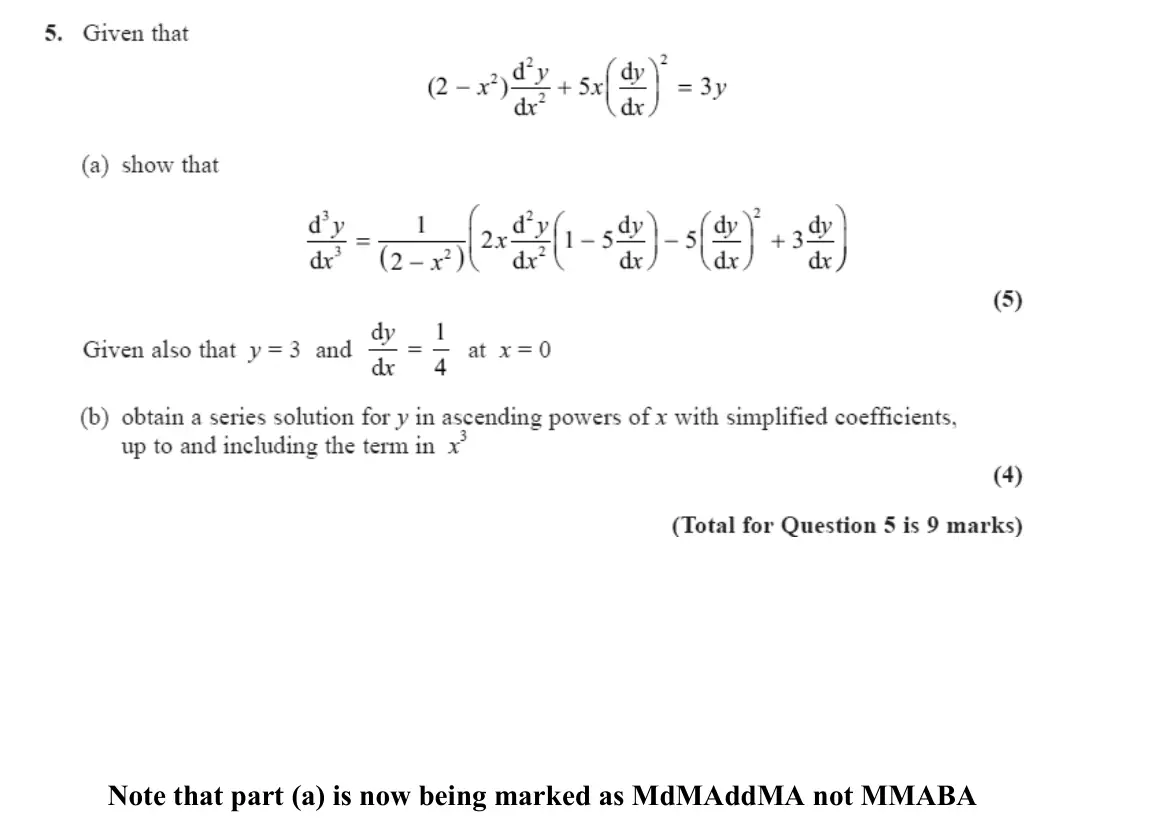 5. Given that
(2 − x²) d²y/dx² + 5x(dy/dx)² = 3y
(a) show that
d³y/dx³ = 1/(2 − x²) (2x d²y/dx² (1 − 5 dy/dx) − 5(dy/dx)² + 3 dy/dx)
(5)
Given also that y = 3 and dy/dx = 1/4 at x = 0
(b) obtain a series solution for y in ascending powers of x with simplified coefficients,
up to and including the term in x³
(4)
(Total for Question 5 is 9 marks)
Note that part (a) is now being marked as MdMAddMA not MMABA